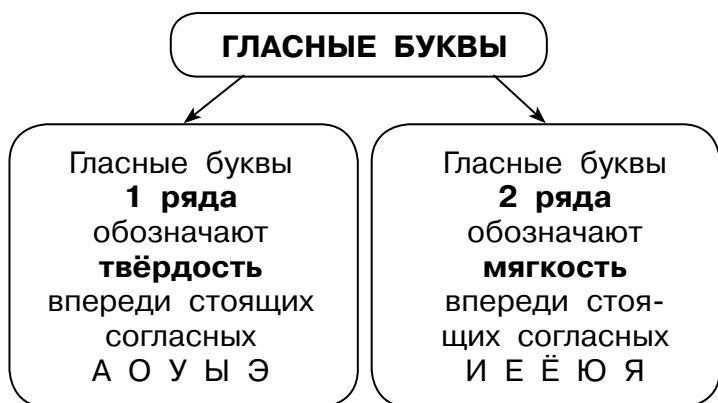 ГЛАСНЫЕ БУКВЫ
Гласные буквы
1 ряда
обозначают
твёрдость
впереди стоящих
согласных
А О У Ы Э
Гласные буквы
2 ряда
обозначают
мягкость
впереди стоя-
щих согласных
И Е Ё Ю Я